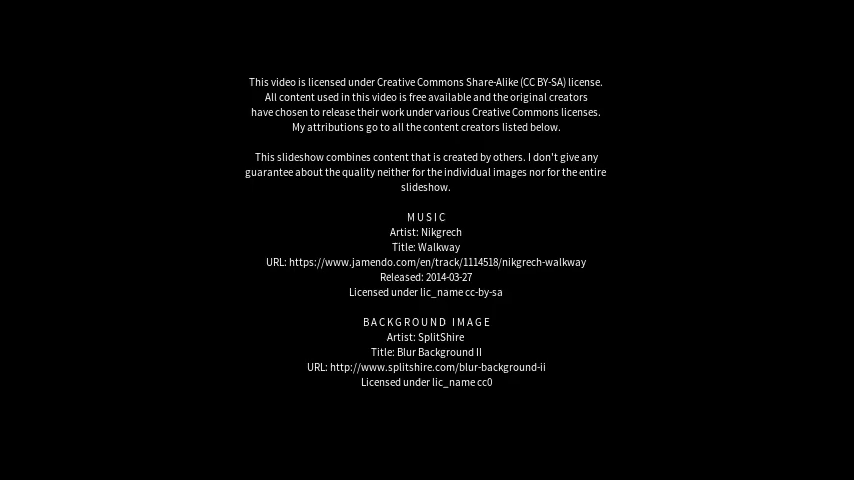 This video is licensed under Creative Commons Share-Alike (CC BY-SA) license.
All content used in this video is free available and the original creators
have chosen to release their work under various Creative Commons licenses.
My attributions go to all the content creators listed below.
This slideshow combines content that is created by others. I don't give any
guarantee about the quality neither for the individual images nor for the entire
slideshow.
MUSIC
Artist: Nikgrech
Title: Walkway
URL: https://www.jamendo.com/en/track/1114518/nikgrech-walkway
Released: 2014-03-27
Licensed under lic_name cc-by-sa
BACKGROUND IMAGE
Artist: SplitShire
Title: Blur Background II
URL: http://www.splitshire.com/blur-background-ii
Licensed under lic_name cc0